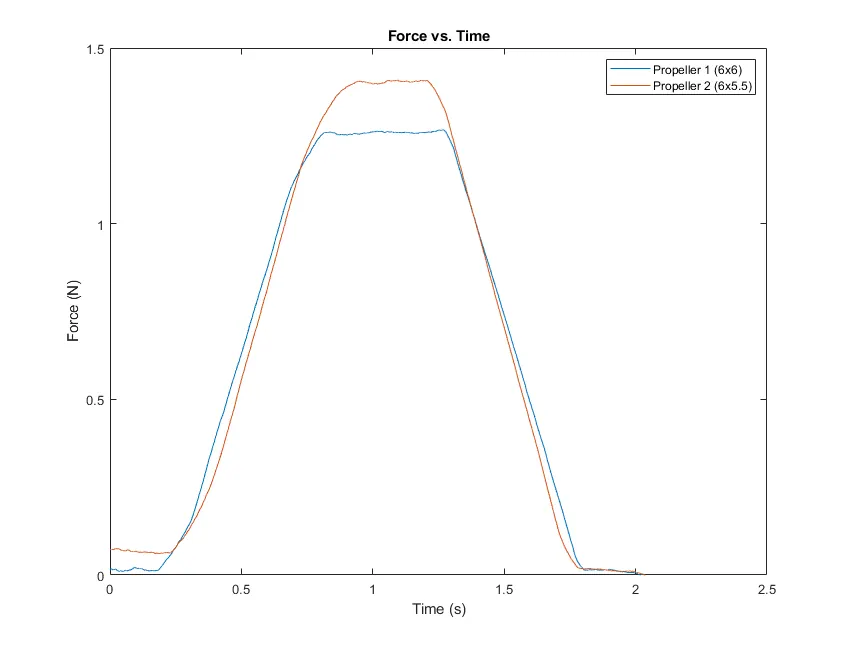 Force vs. Time
Propeller 1 (6x6)
Propeller 2 (6x5.5)
1.5
1
0.5
0
Force (N)
0 0.5 1 1.5 2 2.5
Time (s)